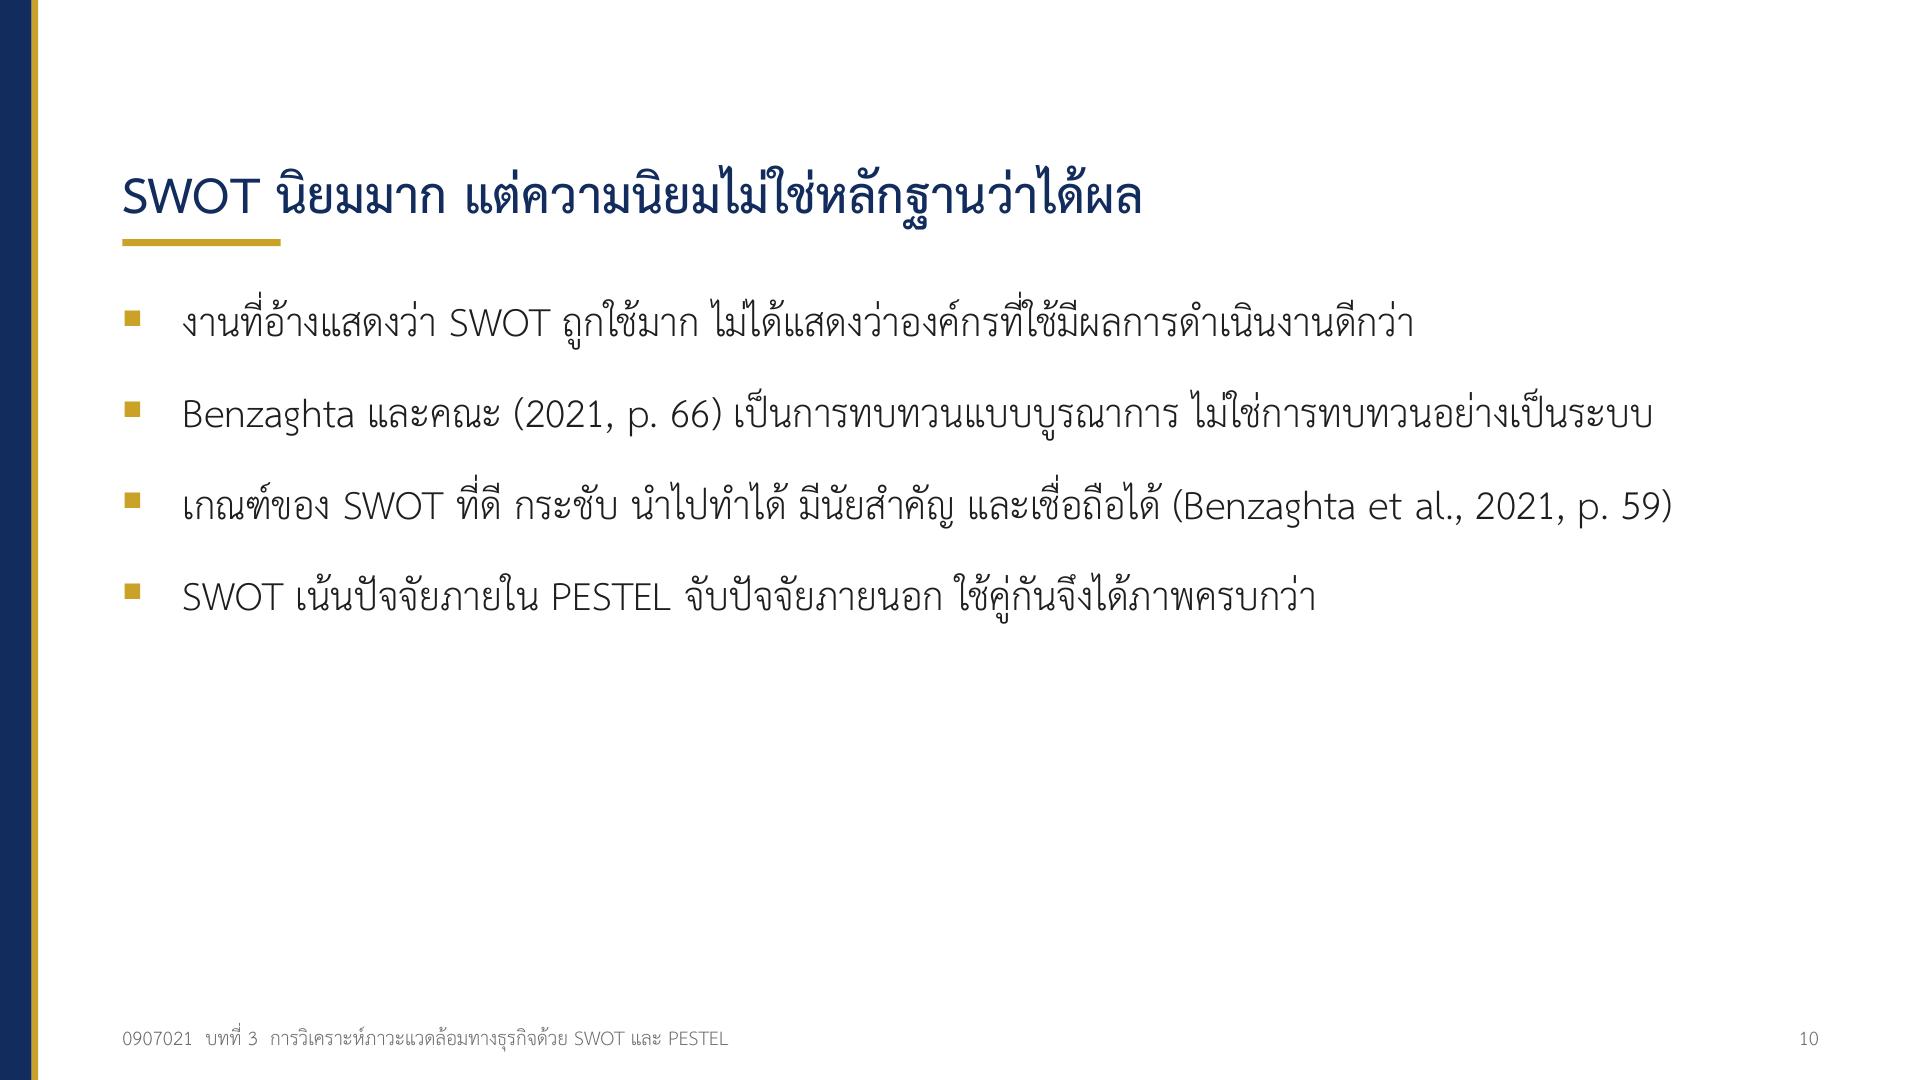 SWOT นิยมมาก แต่ความนิยมไม่ใช่หลักฐานว่าได้ผล
งานที่อ้างแสดงว่า SWOT ถูกใช้มาก ไม่ได้แสดงว่าองค์กรที่ใช้มีผลการดำเนินงานดีกว่า
Benzaghta และคณะ (2021, p. 66) เป็นการทบทวนแบบบูรณาการ ไม่ใช่การทบทวนอย่างเป็นระบบ
เกณฑ์ของ SWOT ที่ดี กระชับ นำไปทำได้ มีนัยสำคัญ และเชื่อถือได้ (Benzaghta et al., 2021, p. 59)
SWOT เน้นปัจจัยภายใน PESTEL จับปัจจัยภายนอก ใช้คู่กันจึงได้ภาพครบกว่า
0907021 บทที่ 3 การวิเคราะห์ภาวะแวดล้อมทางธุรกิจด้วย SWOT และ PESTEL
10